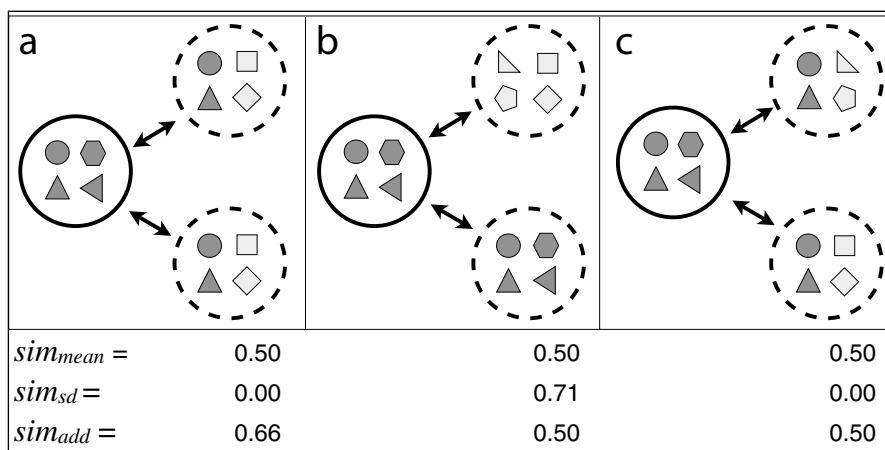 a b c
sim_mean = 0.50 0.50 0.50
sim_sd = 0.00 0.71 0.00
sim_add = 0.66 0.50 0.50